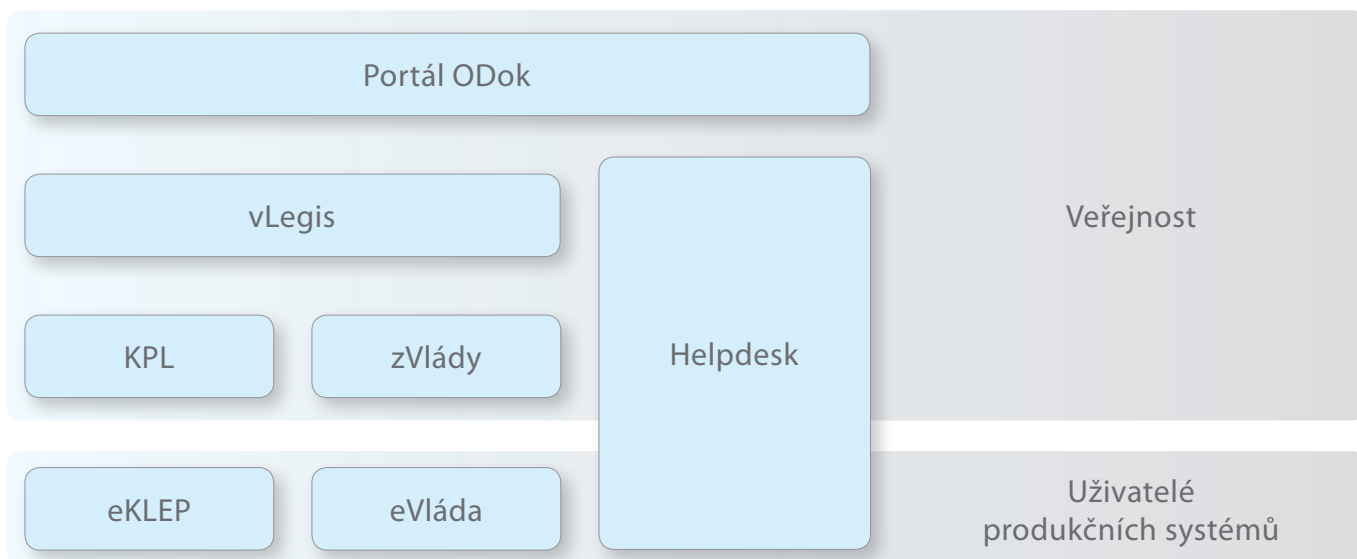 Portál ODok
vLegis
Veřejnost
KPL
zVlády
Helpdesk
eKLEP
eVláda
Uživatelé
produkčních systémů